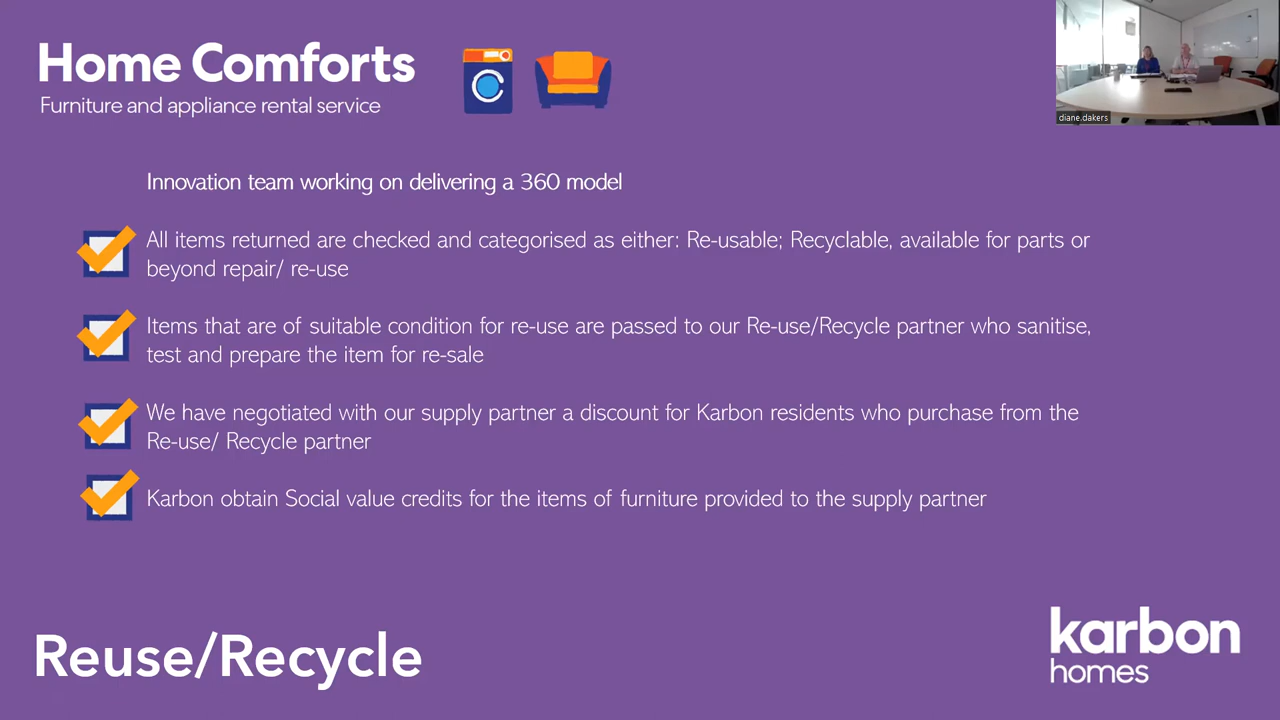 Home Comforts
Furniture and appliance rental service
diane.dakers
Innovation team working on delivering a 360 model
All items returned are checked and categorised as either: Re-usable; Recyclable, available for parts or
beyond repair/ re-use
Items that are of suitable condition for re-use are passed to our Re-use/Recycle partner who sanitise,
test and prepare the item for re-sale
We have negotiated with our supply partner a discount for Karbon residents who purchase from the
Re-use/ Recycle partner
Karbon obtain Social value credits for the items of furniture provided to the supply partner
Reuse/Recycle
karbon
homes